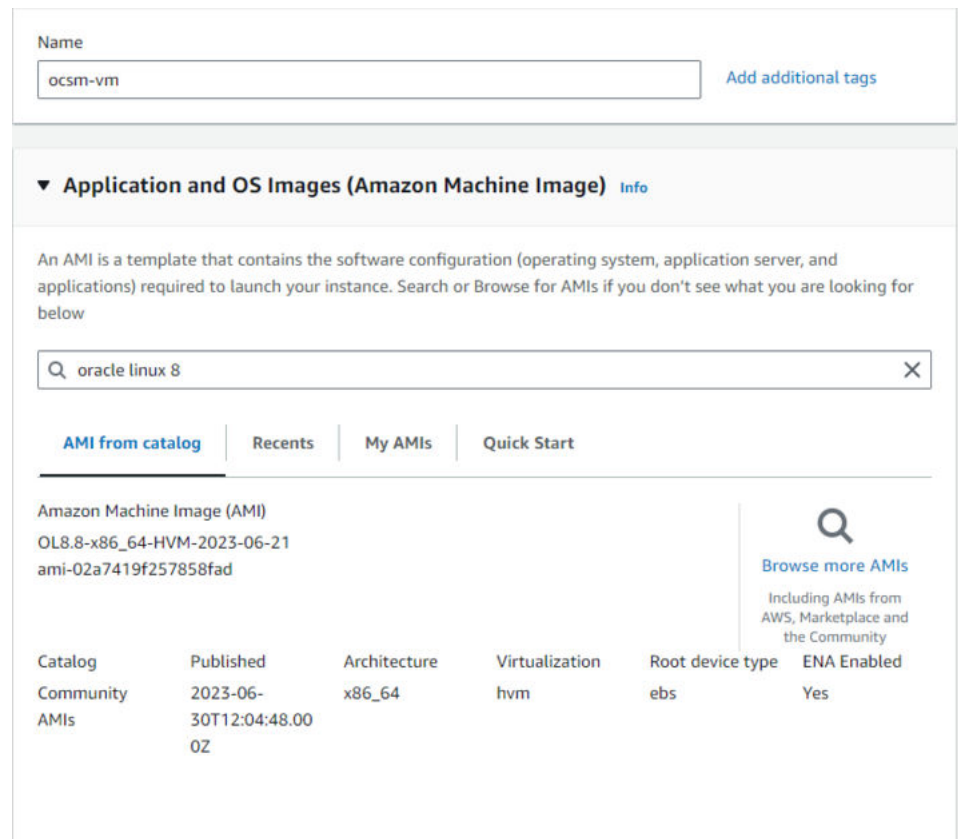 Name
ocsm-vm
Add additional tags
▼ Application and OS Images (Amazon Machine Image) Info
An AMI is a template that contains the software configuration (operating system, application server, and
applications) required to launch your instance. Search or Browse for AMIs if you don't see what you are looking for
below
oracle linux 8
AMI from catalog
Recents
My AMIs
Quick Start
Amazon Machine Image (AMI)
OL8.8-x86_64-HVM-2023-06-21
ami-02a7419f257858fad
Browse more AMIs
Including AMIs from
AWS, Marketplace and
the Community
Catalog
Published
Architecture
Virtualization
Root device type
ENA Enabled
Community
AMIs
2023-06-
30T12:04:48.00
0Z
x86_64
hvm
ebs
Yes